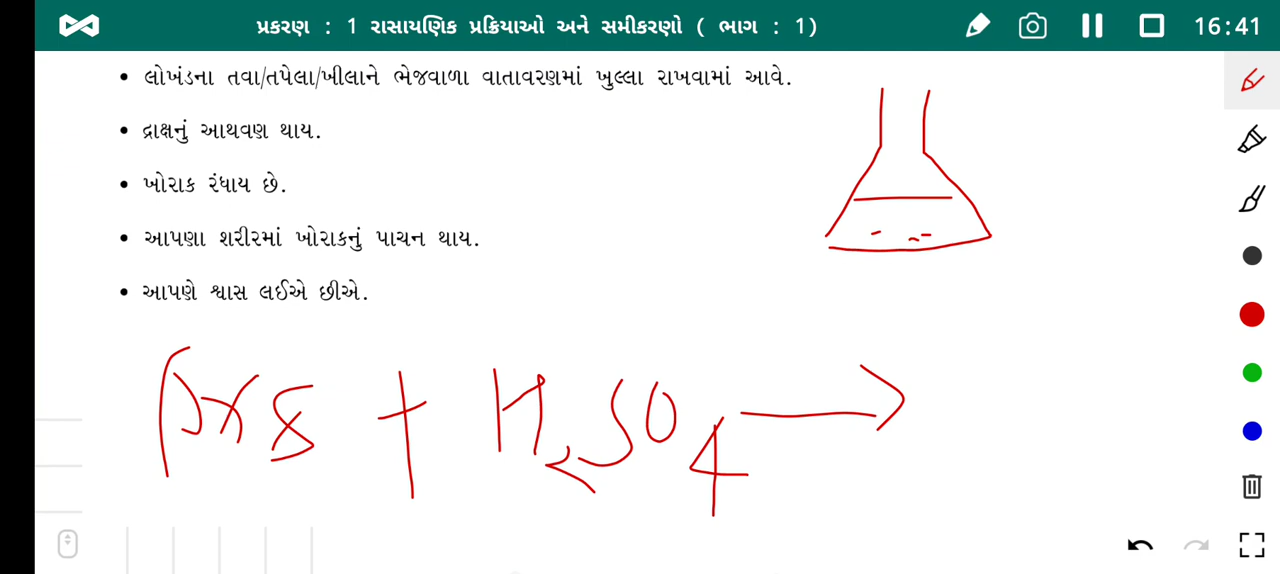 પ્રકરણ : 1 રાસાયણિક પ્રક્રિયાઓ અને સમીકરણો ( ભાગ : 1)
16:41
• લોખંડના તવા/તપેલા/ખીલાને ભેજવાળા વાતાવરણમાં ખુલ્લા રાખવામાં આવે.
• દ્રાક્ષનું આથવણ થાય.
• ખોરાક રંધાય છે.
• આપણા શરીરમાં ખોરાકનું પાચન થાય.
• આપણે શ્વાસ લઈએ છીએ.
ઝિંક + H₂SO₄ →